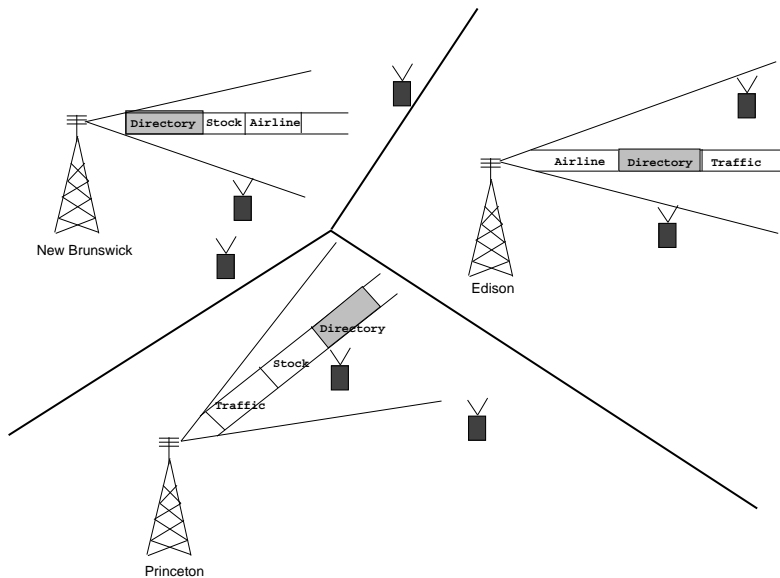 Directory Stock Airline
New Brunswick
Airline Directory Traffic
Edison
Directory
Stock
Traffic
Princeton